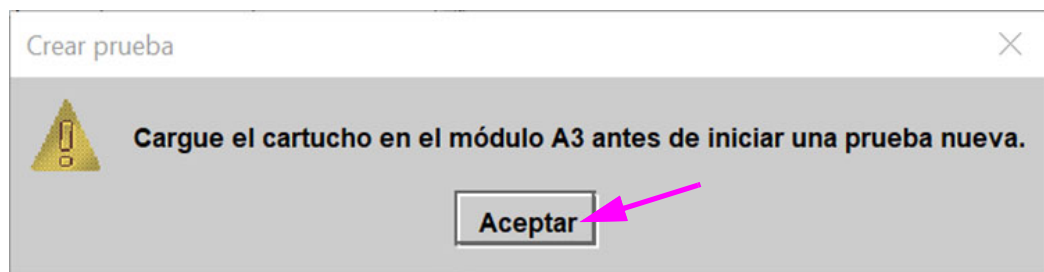 Crear prueba
Cargue el cartucho en el módulo A3 antes de iniciar una prueba nueva.
Aceptar